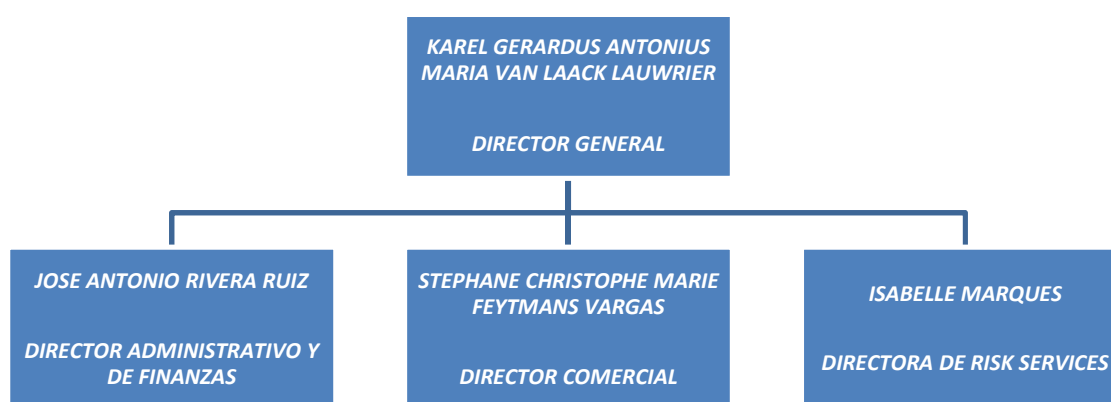 KAREL GERARDUS ANTONIUS
MARIA VAN LAACK LAUWRIER
DIRECTOR GENERAL
JOSE ANTONIO RIVERA RUIZ
DIRECTOR ADMINISTRATIVO Y
DE FINANZAS
STEPHANE CHRISTOPHE MARIE
FEYTMANS VARGAS
DIRECTOR COMERCIAL
ISABELLE MARQUES
DIRECTORA DE RISK SERVICES